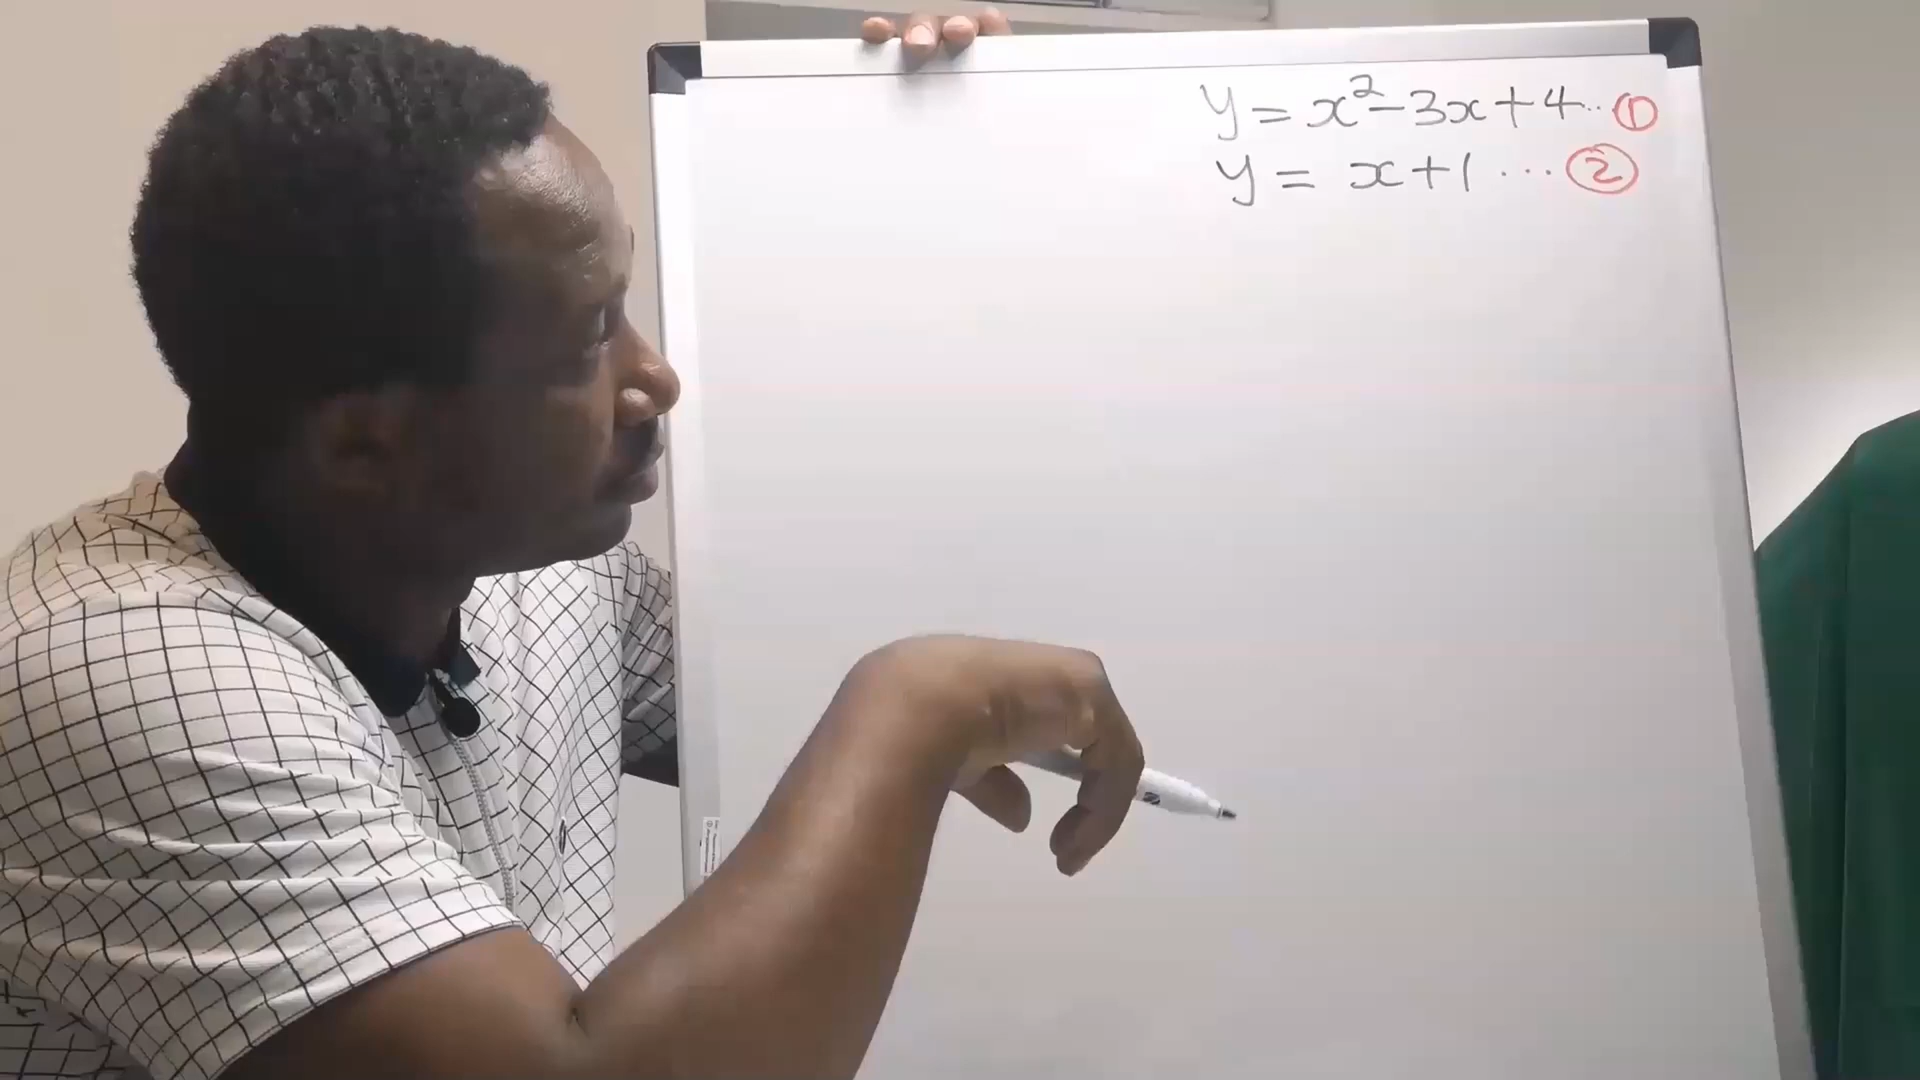 y = x² - 3x + 4 .. ①
y = x + 1 ... ②